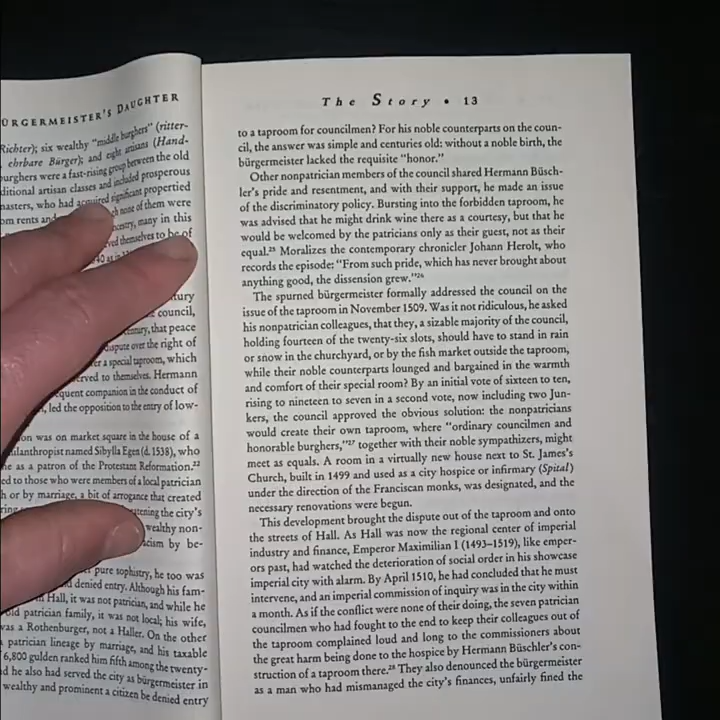 ÜRGERMEISTER'S DAUGHTER
Richter); six wealthy "middle burghers" (ritter-
ehrbare Bürger); and eight artisans (Hand-
burghers were a fast-rising group between the old
ditional artisan classes and included prosperous
masters, who had acquired significant propertied
om rents and
none of them were
many in this
themselves to be of
tury
council,
that peace
dispute over the right of
a special taproom, which
erved to themselves. Hermann
equent companion in the conduct of
, led the opposition to the entry of low-
on was on market square in the house of a
ilanthropist named Sibylla Egen (d. 1538), who
e as a patron of the Protestant Reformation.²²
ed to those who were members of a local patrician
h or by marriage, a bit of arrogance that created
ring
tening the city's
wealthy non-
cism by be-
pure sophistry, he too was
denied entry. Although his fam-
Hall, it was not patrician, and while he
old patrician family, it was not local; his wife,
was a Rothenburger, not a Haller. On the other
patrician lineage by marriage, and his taxable
6,800 gulden ranked him fifth among the twenty-
nd he also had served the city as bürgermeister in
wealthy and prominent a citizen be denied entry
The Story • 13
to a taproom for councilmen? For his noble counterparts on the coun-
cil, the answer was simple and centuries old: without a noble birth, the
bürgermeister lacked the requisite "honor."
Other nonpatrician members of the council shared Hermann Büsch-
ler's pride and resentment, and with their support, he made an issue
of the discriminatory policy. Bursting into the forbidden taproom, he
was advised that he might drink wine there as a courtesy, but that he
would be welcomed by the patricians only as their guest, not as their
equal.²⁵ Moralizes the contemporary chronicler Johann Herolt, who
records the episode: "From such pride, which has never brought about
anything good, the dissension grew."²⁶
The spurned bürgermeister formally addressed the council on the
issue of the taproom in November 1509. Was it not ridiculous, he asked
his nonpatrician colleagues, that they, a sizable majority of the council,
holding fourteen of the twenty-six slots, should have to stand in rain
or snow in the churchyard, or by the fish market outside the taproom,
while their noble counterparts lounged and bargained in the warmth
and comfort of their special room? By an initial vote of sixteen to ten,
rising to nineteen to seven in a second vote, now including two Jun-
kers, the council approved the obvious solution: the nonpatricians
would create their own taproom, where "ordinary councilmen and
honorable burghers,"²⁷ together with their noble sympathizers, might
meet as equals. A room in a virtually new house next to St. James's
Church, built in 1499 and used as a city hospice or infirmary (Spital)
under the direction of the Franciscan monks, was designated, and the
necessary renovations were begun.
This development brought the dispute out of the taproom and onto
the streets of Hall. As Hall was now the regional center of imperial
industry and finance, Emperor Maximilian I (1493–1519), like emper-
ors past, had watched the deterioration of social order in his showcase
imperial city with alarm. By April 1510, he had concluded that he must
intervene, and an imperial commission of inquiry was in the city within
a month. As if the conflict were none of their doing, the seven patrician
councilmen who had fought to the end to keep their colleagues out of
the taproom complained loud and long to the commissioners about
the great harm being done to the hospice by Hermann Büschler's con-
struction of a taproom there.²⁸ They also denounced the bürgermeister
as a man who had mismanaged the city's finances, unfairly fined the